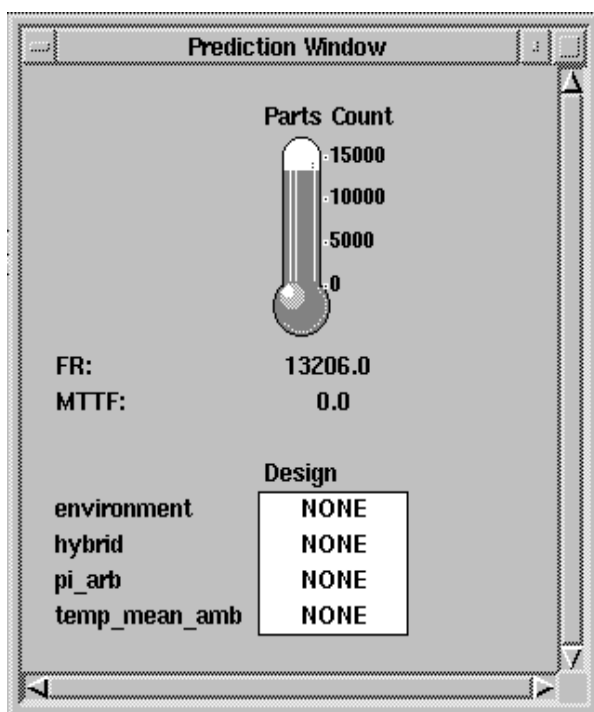 Prediction Window
Parts Count
15000
10000
5000
0
FR: 13206.0
MTTF: 0.0
Design
environment NONE
hybrid NONE
pi_arb NONE
temp_mean_amb NONE